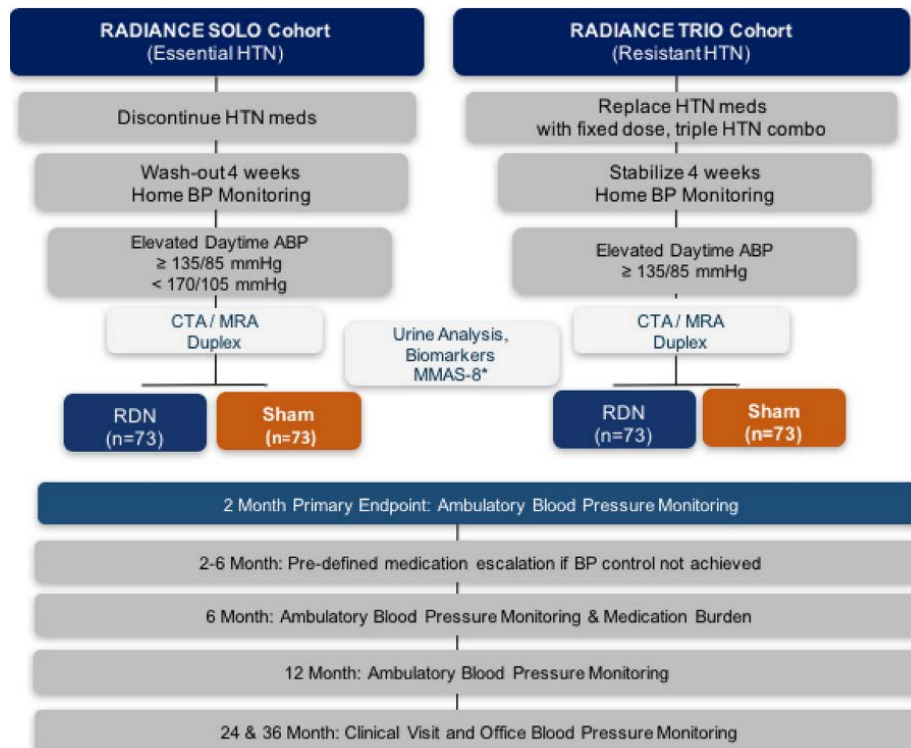 RADIANCE SOLO Cohort
(Essential HTN)
Discontinue HTN meds
Wash-out 4 weeks
Home BP Monitoring
Elevated Daytime ABP
≥ 135/85 mmHg
< 170/105 mmHg
CTA / MRA
Duplex
RDN
(n=73)
Sham
(n=73)
Urine Analysis,
Biomarkers
MMAS-8*
RADIANCE TRIO Cohort
(Resistant HTN)
Replace HTN meds
with fixed dose, triple HTN combo
Stabilize 4 weeks
Home BP Monitoring
Elevated Daytime ABP
≥ 135/85 mmHg
CTA / MRA
Duplex
RDN
(n=73)
Sham
(n=73)
2 Month Primary Endpoint: Ambulatory Blood Pressure Monitoring
2-6 Month: Pre-defined medication escalation if BP control not achieved
6 Month: Ambulatory Blood Pressure Monitoring & Medication Burden
12 Month: Ambulatory Blood Pressure Monitoring
24 & 36 Month: Clinical Visit and Office Blood Pressure Monitoring